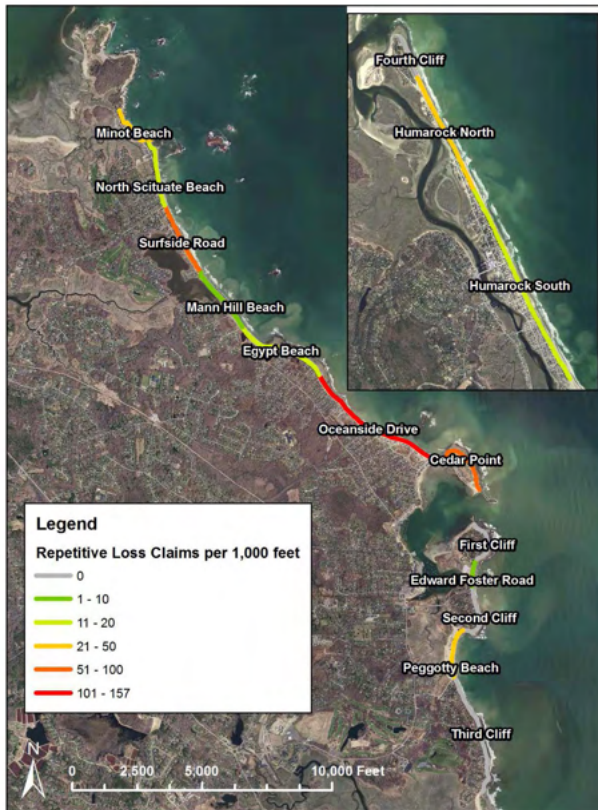 Fourth Cliff
Minot Beach
Humarock North
North Scituate Beach
Surfside Road
Humarock South
Mann Hill Beach
Egypt Beach
Oceanside Drive
Cedar Point
Legend
Repetitive Loss Claims per 1,000 feet
0
1 - 10
11 - 20
21 - 50
51 - 100
101 - 157
First Cliff
Edward Foster Road
Second Cliff
Peggotty Beach
Third Cliff
N
0 2,500 5,000 10,000 Feet